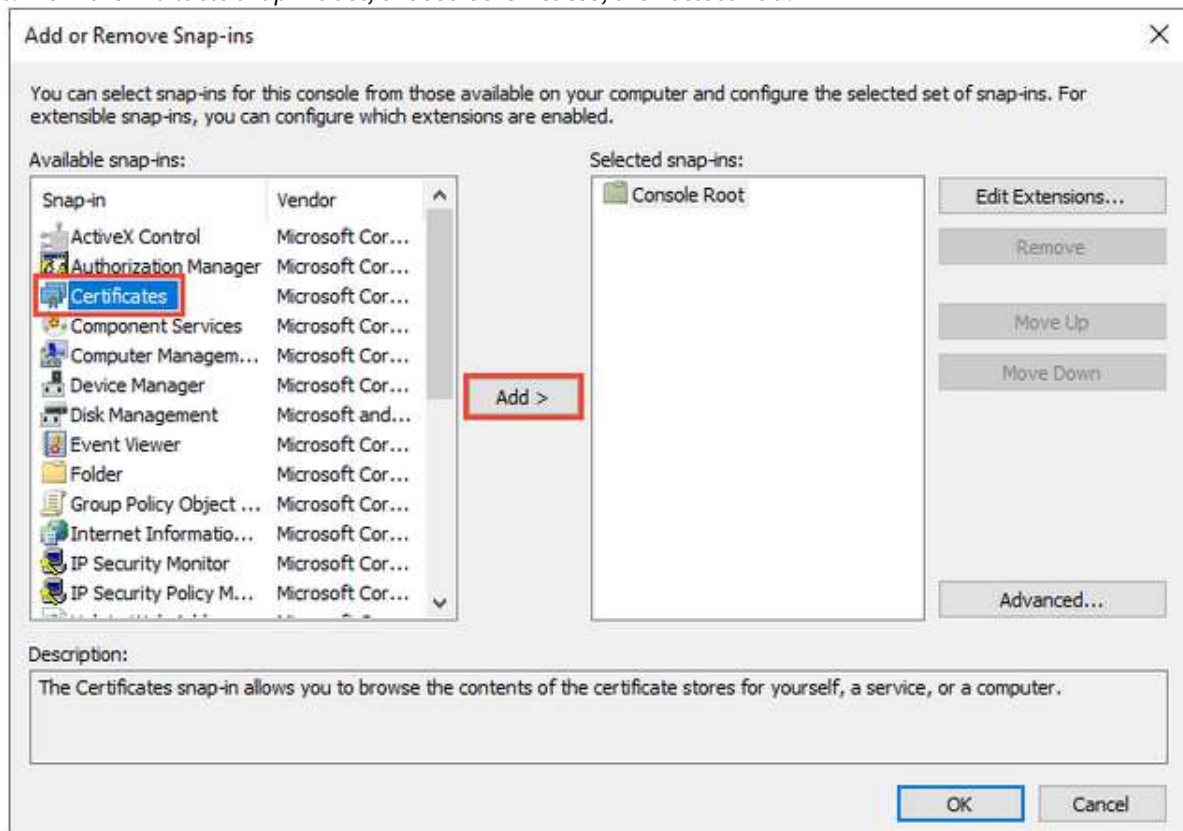 Add or Remove Snap-ins
You can select snap-ins for this console from those available on your computer and configure the selected set of snap-ins. For
extensible snap-ins, you can configure which extensions are enabled.
Available snap-ins:
Selected snap-ins:
Snap-in Vendor
ActiveX Control Microsoft Cor...
Authorization Manager Microsoft Cor...
Certificates Microsoft Cor...
Component Services Microsoft Cor...
Computer Managem... Microsoft Cor...
Device Manager Microsoft Cor...
Disk Management Microsoft and...
Event Viewer Microsoft Cor...
Folder Microsoft Cor...
Group Policy Object ... Microsoft Cor...
Internet Informatio... Microsoft Cor...
IP Security Monitor Microsoft Cor...
IP Security Policy M... Microsoft Cor...
Add >
Console Root
Edit Extensions...
Remove
Move Up
Move Down
Advanced...
Description:
The Certificates snap-in allows you to browse the contents of the certificate stores for yourself, a service, or a computer.
OK Cancel